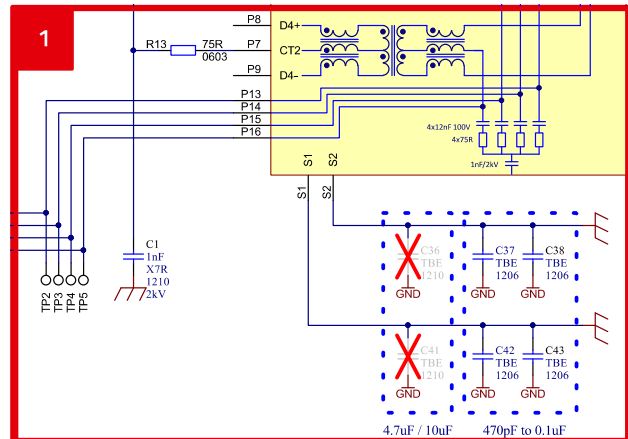 1
P8
D4+
R13
75R
0603
P7
CT2
P9
D4-
P13
P14
P15
P16
4x12nF 100V
4x75R
1nF/2kV
S1
S2
S1
S2
C1
1nF
X7R
1210
2kV
TP2
TP3
TP4
TP5
C36
TBE
1210
GND
C37
TBE
1206
GND
C38
TBE
1206
GND
C41
TBE
1210
GND
C42
TBE
1206
GND
C43
TBE
1206
GND
4.7uF / 10uF
470pF to 0.1uF